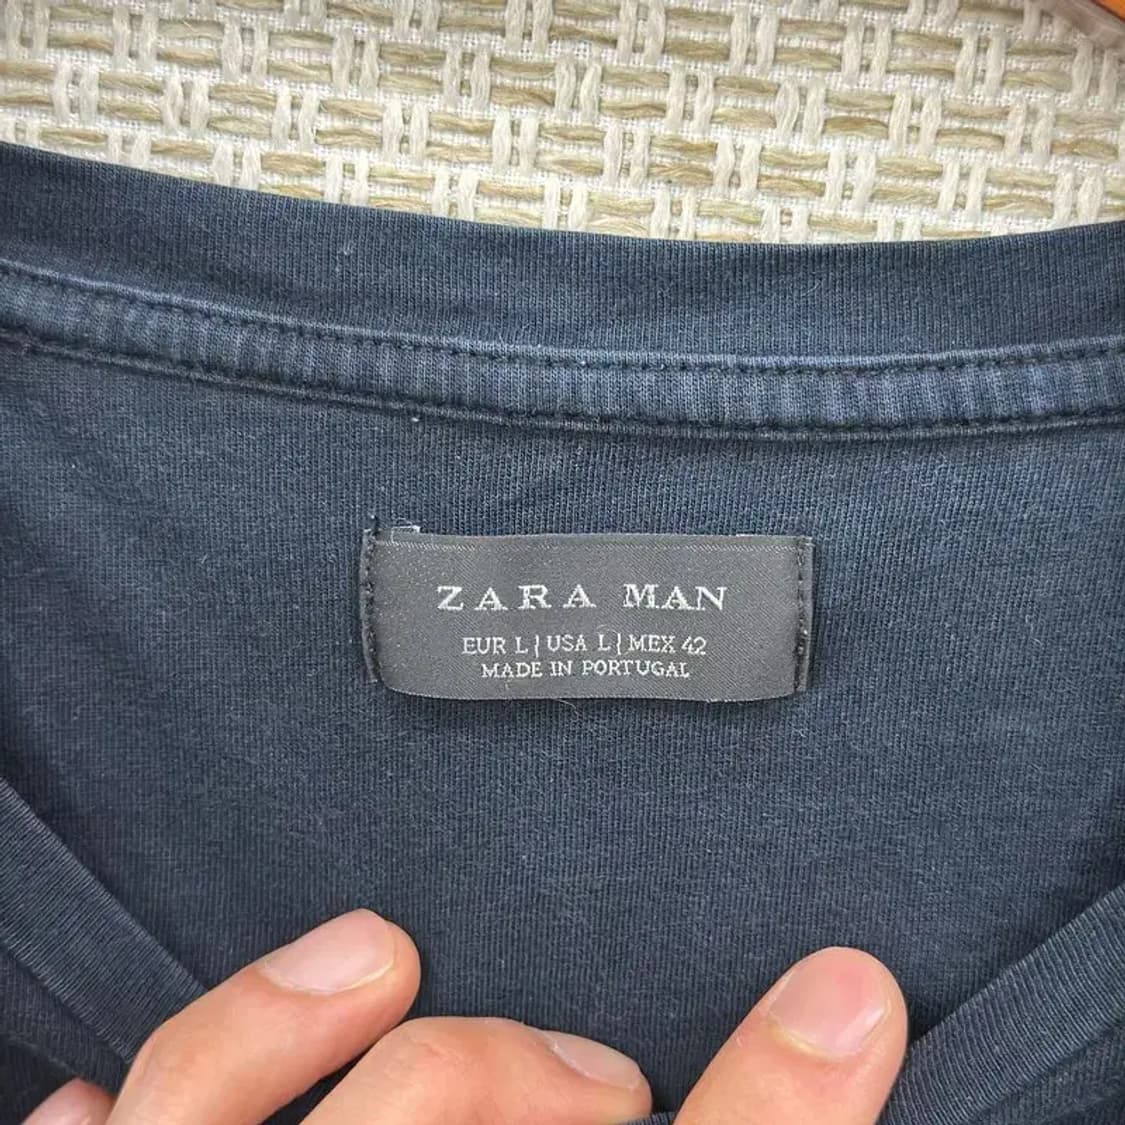 ZARA MAN
EUR L | USA L | MEX 42
MADE IN PORTUGAL